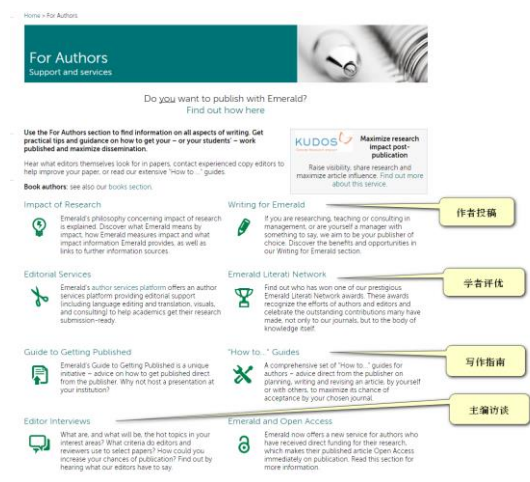 Home » For Authors
For Authors
Support and services
Do you want to publish with Emerald?
Find out how here
Use the For Authors section to find information on all aspects of writing. Get
practical tips and guidance on how to get your – or your students' – work
published and maximize dissemination.
Hear what editors themselves look for in papers, contact experienced copy editors to
help improve your paper, or read our extensive "How to ..." guides.
Book authors: see also our books section.
KUDOS
Maximize research
impact post-
publication
Raise visibility, share research and
maximize article influence. Find out more
about this service.
Impact of Research
Emerald's philosophy concerning impact of research
is explained. Discover what Emerald means by
impact, how Emerald measures impact and what
impact information Emerald provides, as well as
links to further information sources.
Writing for Emerald
If you are researching, teaching or consulting in
management, or are yourself a manager with
something to say, we aim to be your publisher of
choice. Discover the benefits and opportunities in
our Writing for Emerald section.
作者投稿
Editorial Services
Emerald's author services platform offers an author
services platform providing editorial support
(including language editing and translation, visuals,
and consulting) to help academics get their research
submission-ready.
Emerald Literati Network
Find out who has won one of our prestigious
Emerald Literati Network awards. These awards
recognize the efforts of authors and editors and
celebrate the outstanding contributions many have
made, not only to our journals, but to the body of
knowledge itself.
学者评优
Guide to Getting Published
Emerald's Guide to Getting Published is a unique
initiative – advice on how to get published direct
from the publisher. Why not host a presentation at
your institution?
"How to..." Guides
A comprehensive set of "How to..." guides for
authors – advice direct from the publisher on
planning, writing and revising an article, by yourself
or with others, to maximize its chance of
acceptance by your chosen journal.
写作指南
Editor Interviews
What are, and what will be, the hot topics in your
interest areas? What criteria do editors and
reviewers use to select papers? How could you
increase your chances of publication? Find out by
hearing what our editors have to say.
Emerald and Open Access
Emerald now offers a new service for authors who
have received direct funding for their research,
which makes their published article Open Access
immediately on publication. Read this section for
more information.
主编访谈